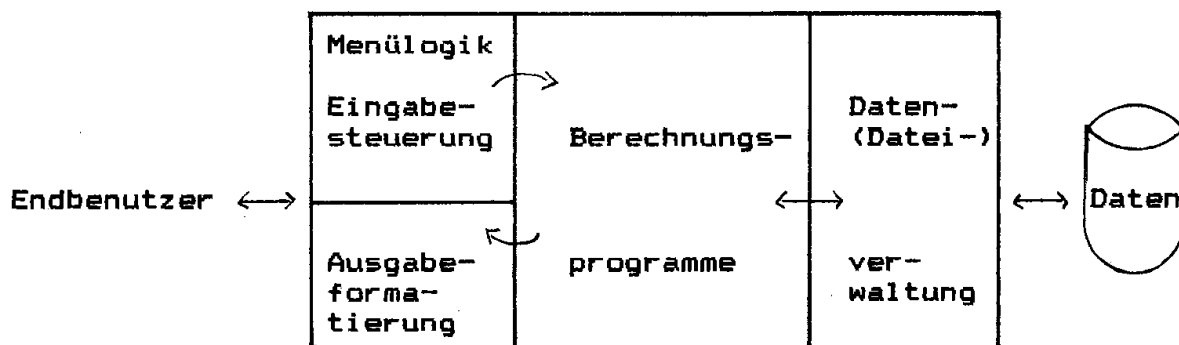 Menülogik
Eingabe-
steuerung
Ausgabe-
forma-
tierung
Berechnungs-
programme
Daten-
(Datei-)
ver-
waltung
Endbenutzer
Daten